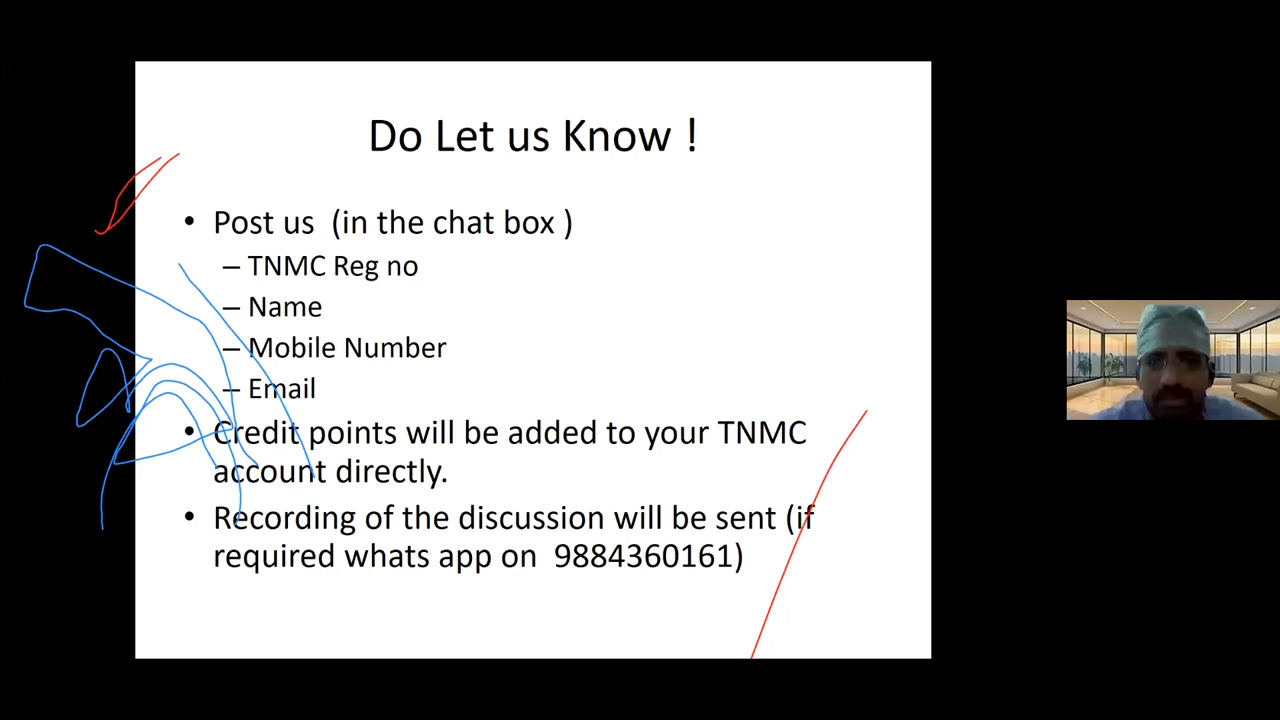 Do Let us Know !
• Post us (in the chat box )
– TNMC Reg no
– Name
– Mobile Number
– Email
• Credit points will be added to your TNMC
account directly.
• Recording of the discussion will be sent (if
required whats app on 9884360161)